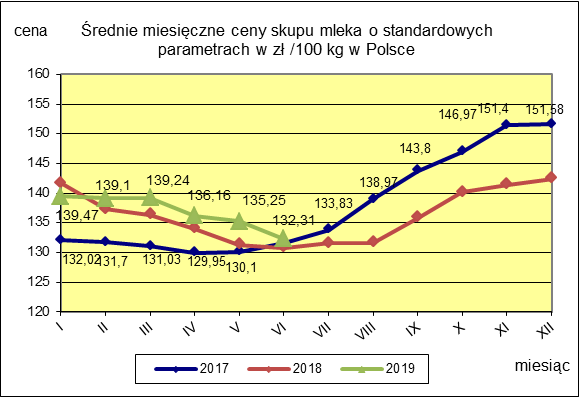 cena
Średnie miesięczne ceny skupu mleka o standardowych
parametrach w zł /100 kg w Polsce
160
155
150
145
140
135
130
125
120
146,97
151,4
151,58
143,8
138,97
133,83
139,47
139,1
139,24
136,16
135,25
132,31
132,02
131,7
131,03
129,95
130,1
I
II
III
IV
V
VI
VII
VIII
IX
X
XI
XII
miesiąc
2017
2018
2019